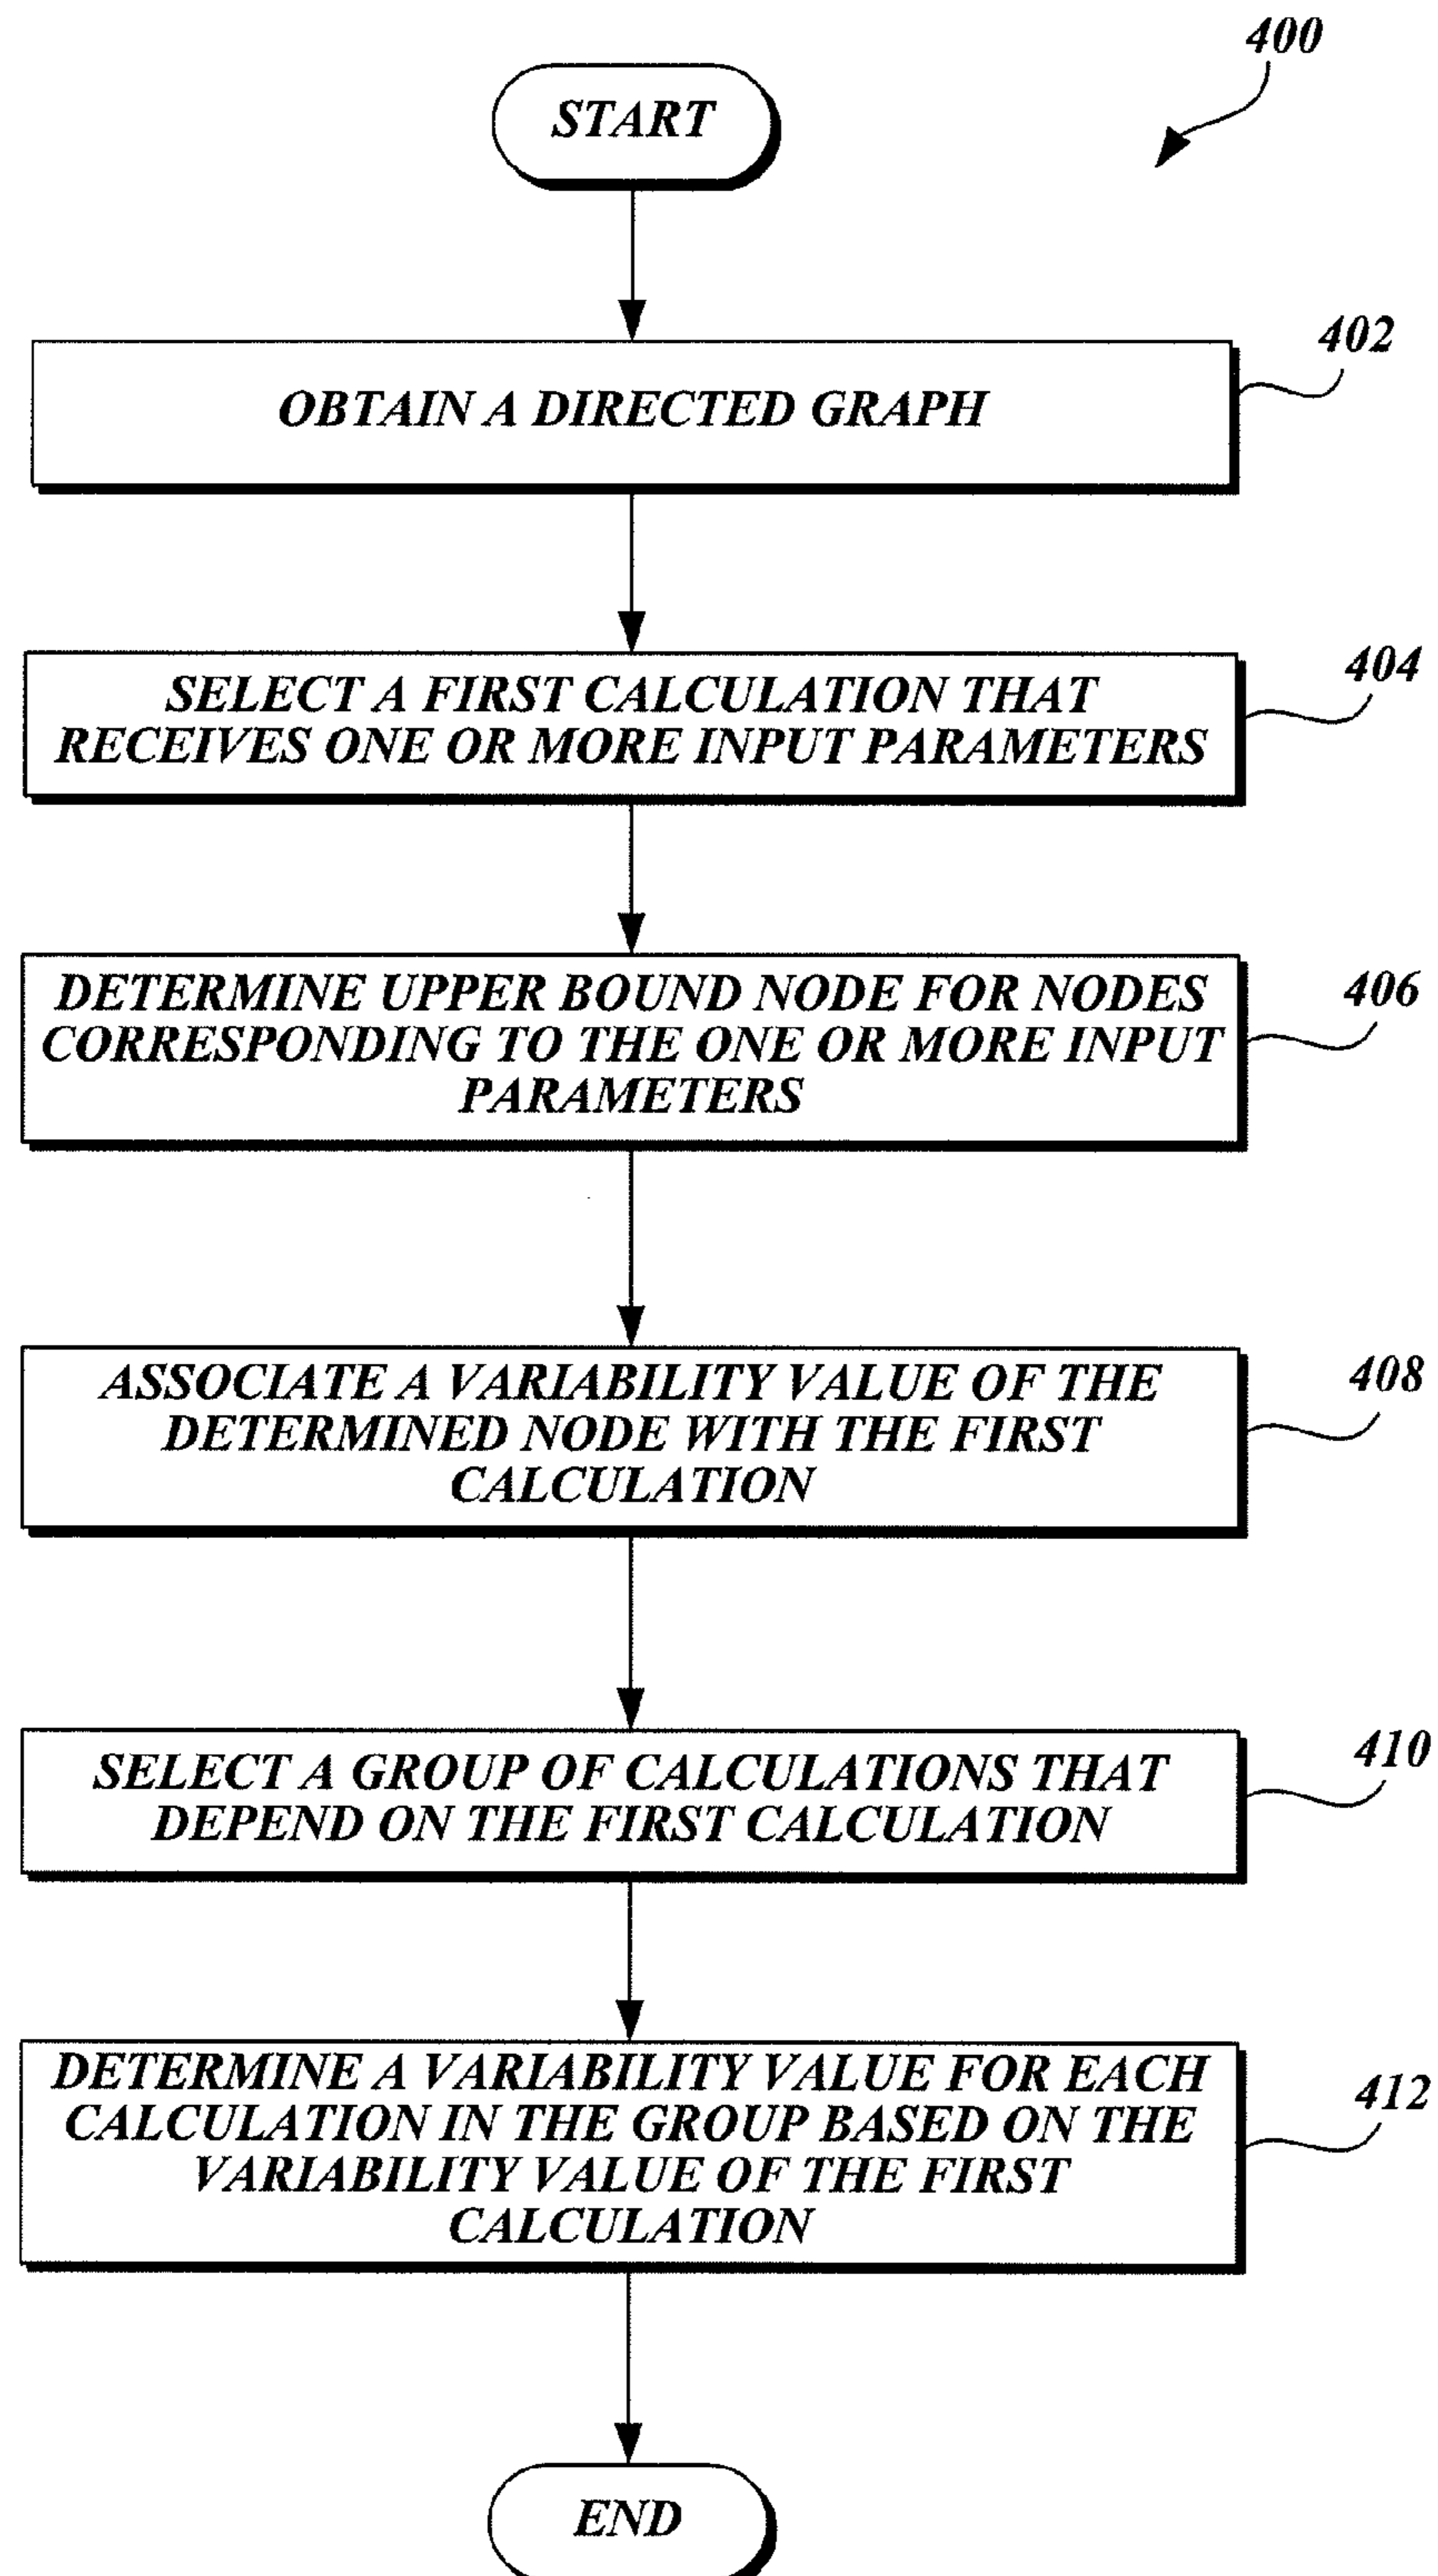 400
START
402
OBTAIN A DIRECTED GRAPH
404
SELECT A FIRST CALCULATION THAT
RECEIVES ONE OR MORE INPUT PARAMETERS
406
DETERMINE UPPER BOUND NODE FOR NODES
CORRESPONDING TO THE ONE OR MORE INPUT
PARAMETERS
408
ASSOCIATE A VARIABILITY VALUE OF THE
DETERMINED NODE WITH THE FIRST
CALCULATION
410
SELECT A GROUP OF CALCULATIONS THAT
DEPEND ON THE FIRST CALCULATION
412
DETERMINE A VARIABILITY VALUE FOR EACH
CALCULATION IN THE GROUP BASED ON THE
VARIABILITY VALUE OF THE FIRST
CALCULATION
END